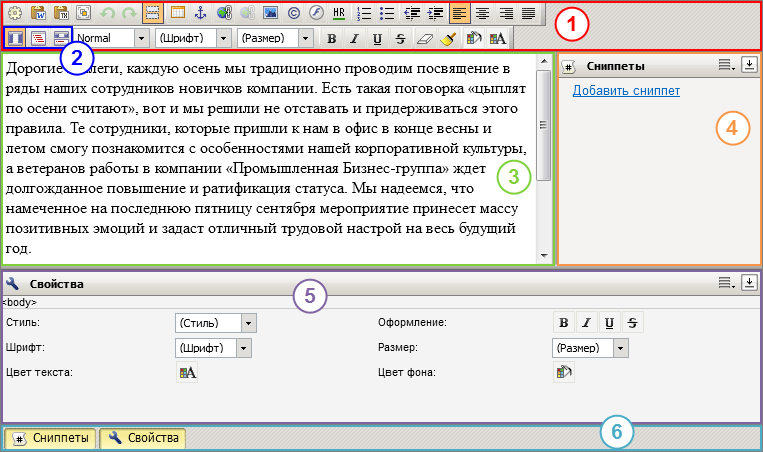 HR
1
Normal
(Шрифт)
(Размер)
B I U S
2
Дорогие леги, каждую осень мы традиционно проводим посвящение в
ряды наших сотрудников новичков компании. Есть такая поговорка «цыплят
по осени считают», вот и мы решили не отставать и придерживаться этого
правила. Те сотрудники, которые пришли к нам в офис в конце весны и
летом смогу познакомится с особенностями нашей корпоративной культуры,
а ветеранов работы в компании «Промышленная Бизнес-группа» ждет
долгожданное повышение и ратификация статуса. Мы надеемся, что
намеченное на последнюю пятницу сентября мероприятие принесет массу
позитивных эмоций и задаст отличный трудовой настрой на весь будущий
год.
3
# Сниппеты
Добавить сниппет
4
Свойства
5
<body>
Стиль: (Стиль) Оформление: B I U S
Шрифт: (Шрифт) Размер: (Размер)
Цвет текста: A Цвет фона:
# Сниппеты Свойства
6